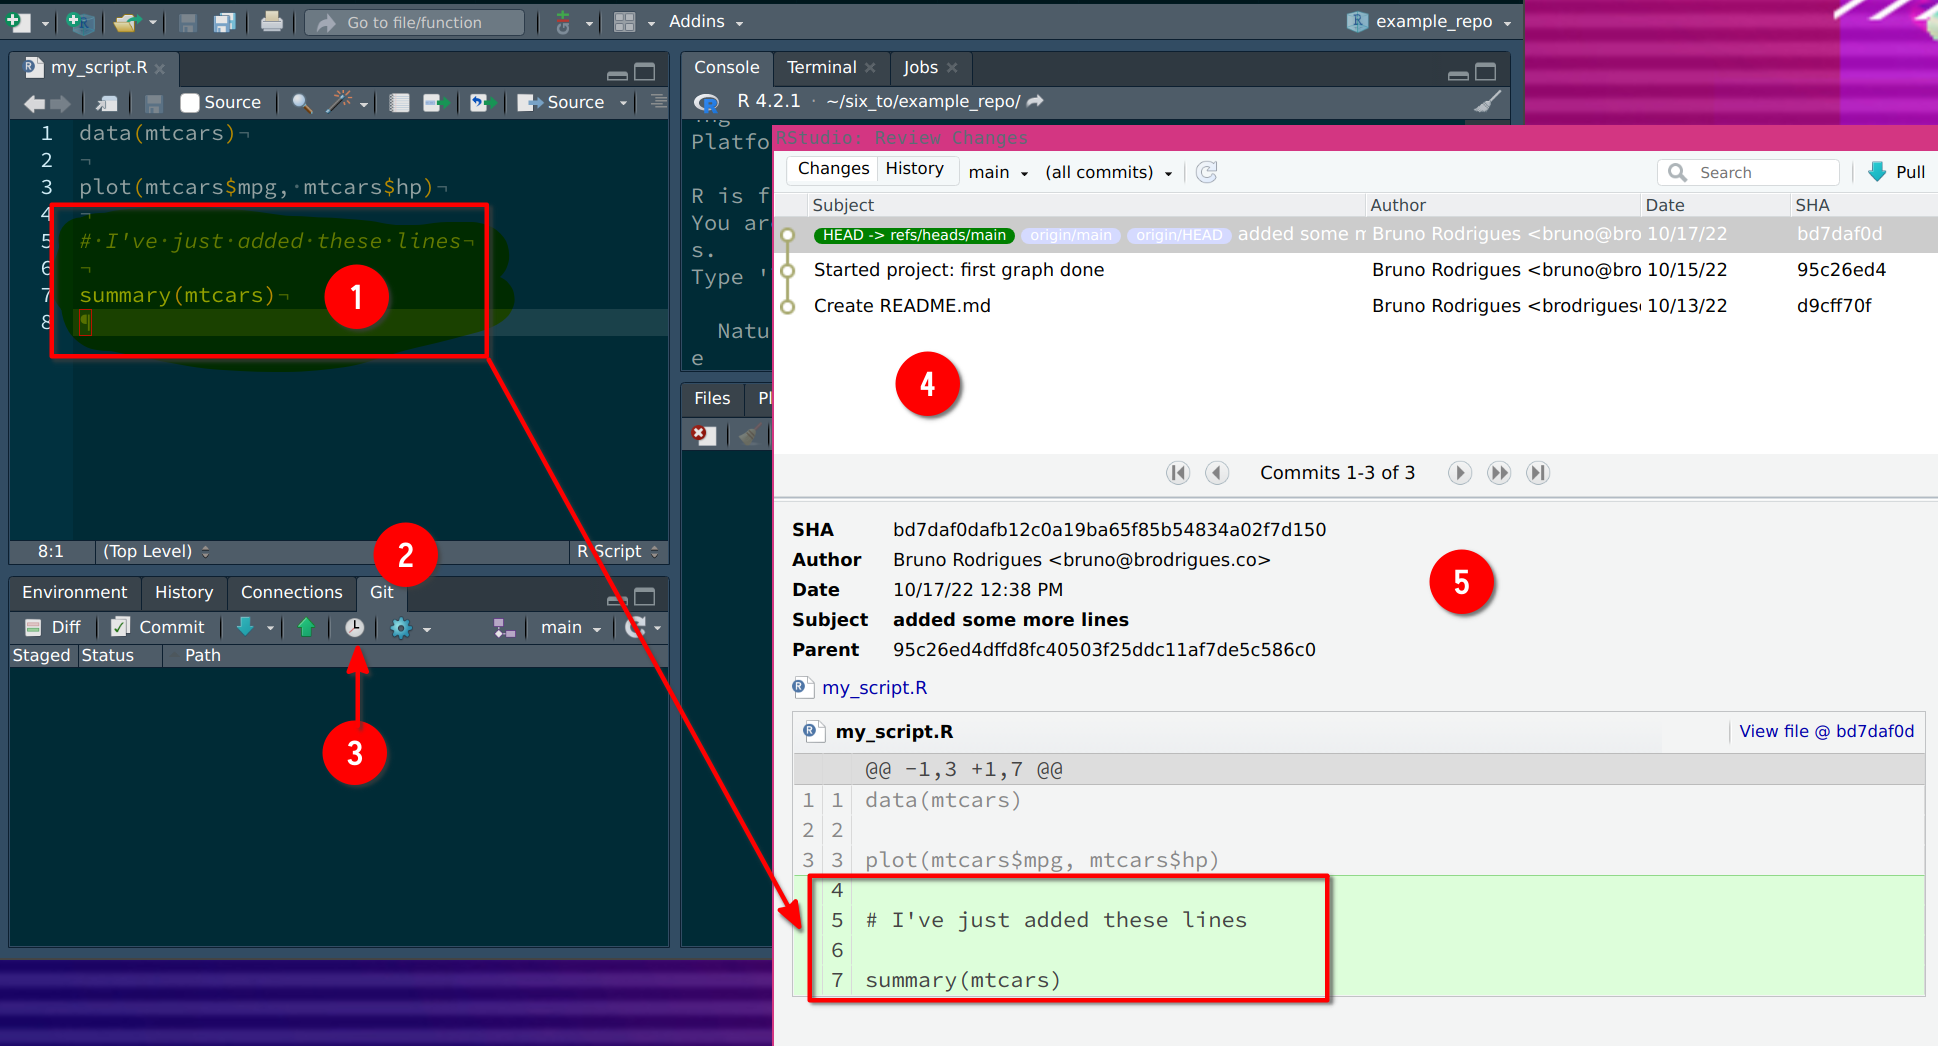 Go to file/function
Addins
example_repo
my_script.R
Source
Source
1 data(mtcars)¬
2 ¬
3 plot(mtcars$mpg,·mtcars$hp)¬
4 ¬
5 #·I've·just·added·these·lines¬
6 ¬
7 summary(mtcars)¬
8 ¶
1
8:1 (Top Level) R Script
2
Environment History Connections Git
Diff Commit main
Staged Status Path
3
Console Terminal Jobs
R 4.2.1 · ~/six_to/example_repo/
Platfo
R is f
You ar
s.
Type '
Natu
e
Files Pl
RStudio: Review Changes
Changes History main (all commits) Search Pull
Subject Author Date SHA
HEAD -> refs/heads/main origin/main origin/HEAD added some m Bruno Rodrigues <bruno@bro 10/17/22 bd7daf0d
Started project: first graph done Bruno Rodrigues <bruno@bro 10/15/22 95c26ed4
Create README.md Bruno Rodrigues <brodrigues 10/13/22 d9cff70f
4
Commits 1-3 of 3
SHA bd7daf0dafb12c0a19ba65f85b54834a02f7d150
Author Bruno Rodrigues <bruno@brodrigues.co>
Date 10/17/22 12:38 PM
Subject added some more lines
Parent 95c26ed4dffd8fc40503f25ddc11af7de5c586c0
5
my_script.R
my_script.R View file @ bd7daf0d
@@ -1,3 +1,7 @@
1 1 data(mtcars)
2 2
3 3 plot(mtcars$mpg, mtcars$hp)
4
5 # I've just added these lines
6
7 summary(mtcars)